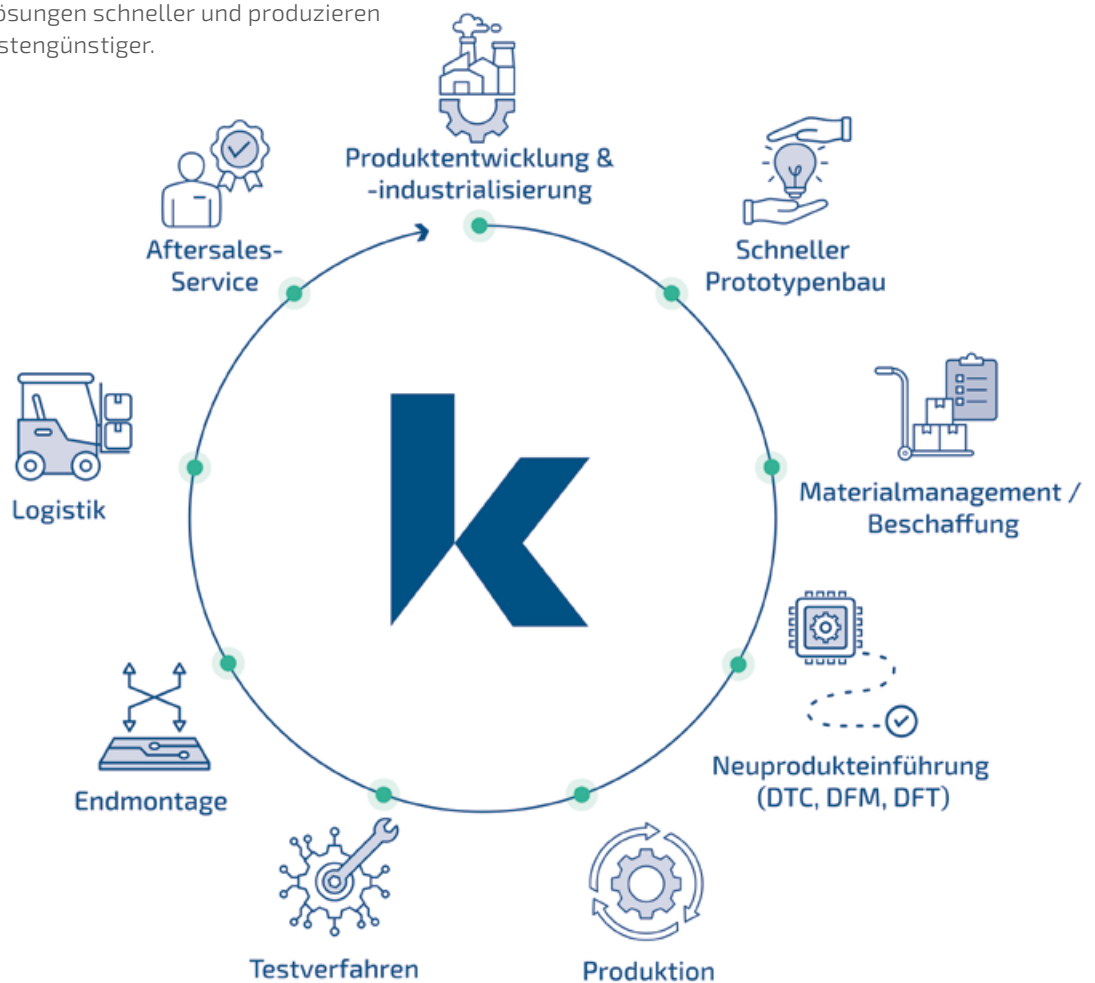 ösungen schneller und produzieren
stengünstiger.
Produktentwicklung &
-industrialisierung
Schneller
Prototypenbau
Materialmanagement /
Beschaffung
Neuprodukteinführung
(DTC, DFM, DFT)
Produktion
Testverfahren
Endmontage
Logistik
Aftersales-
Service
k